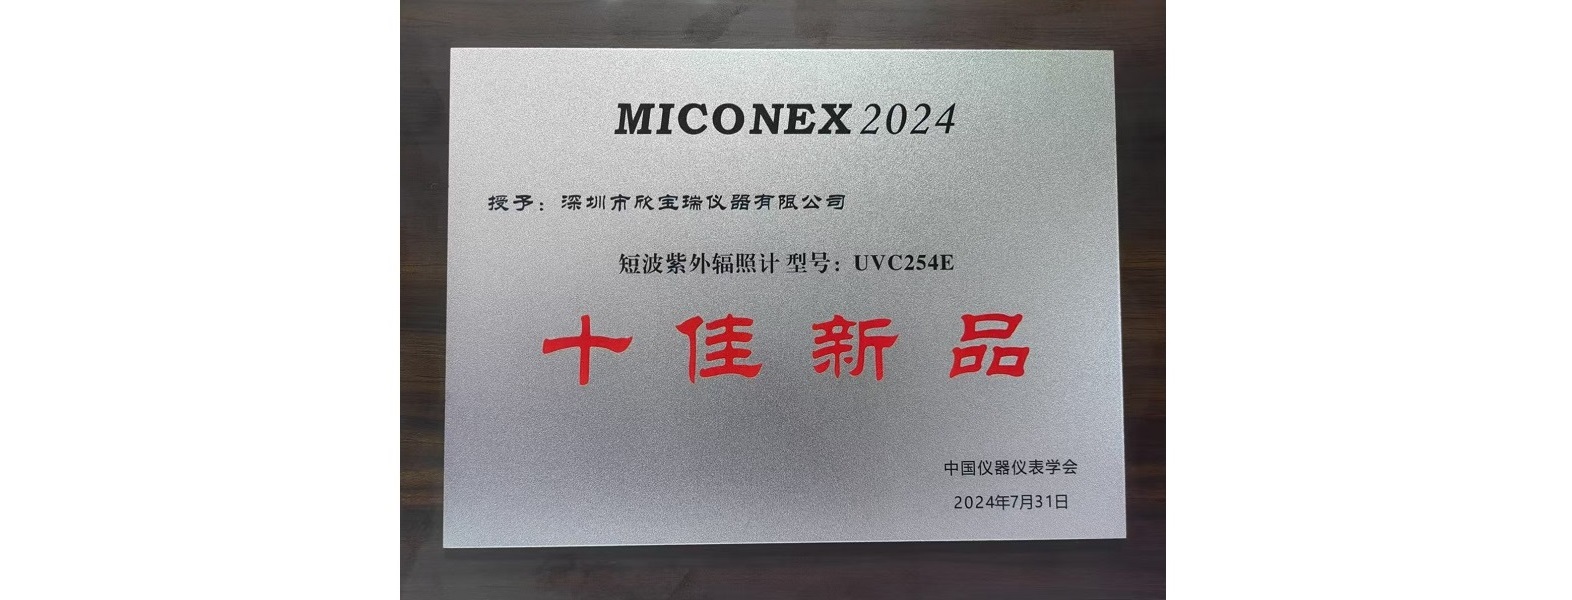 MICONEX 2024
授予：深圳市欣宝瑞仪器有限公司
短波紫外辐照计 型号：UVC254E
十佳新品
中国仪器仪表学会
2024年7月31日